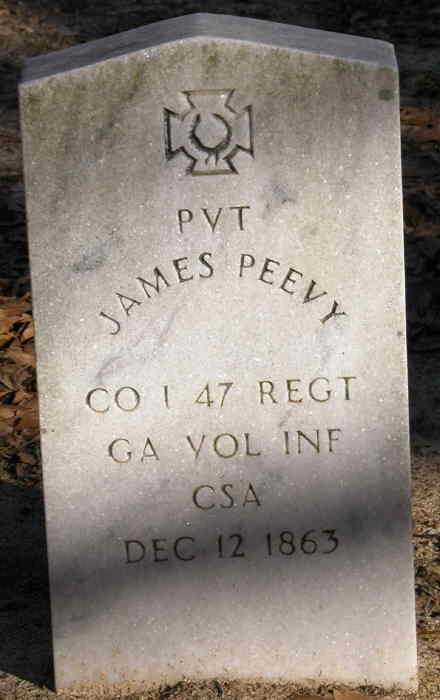 PVT
JAMES PEEVY
CO I 47 REGT
GA VOL INF
CSA
DEC 12 1863